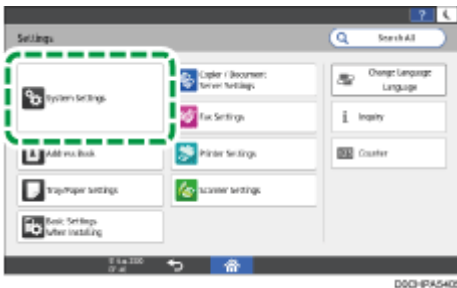 ?
Settings
Search All
System Settings
Copier / Document
Server Settings
Fax Settings
Address Book
Printer Settings
Tray/Paper Settings
Scanner Settings
Basic Settings
When Installing
Change Language
Language
Inquiry
Counter